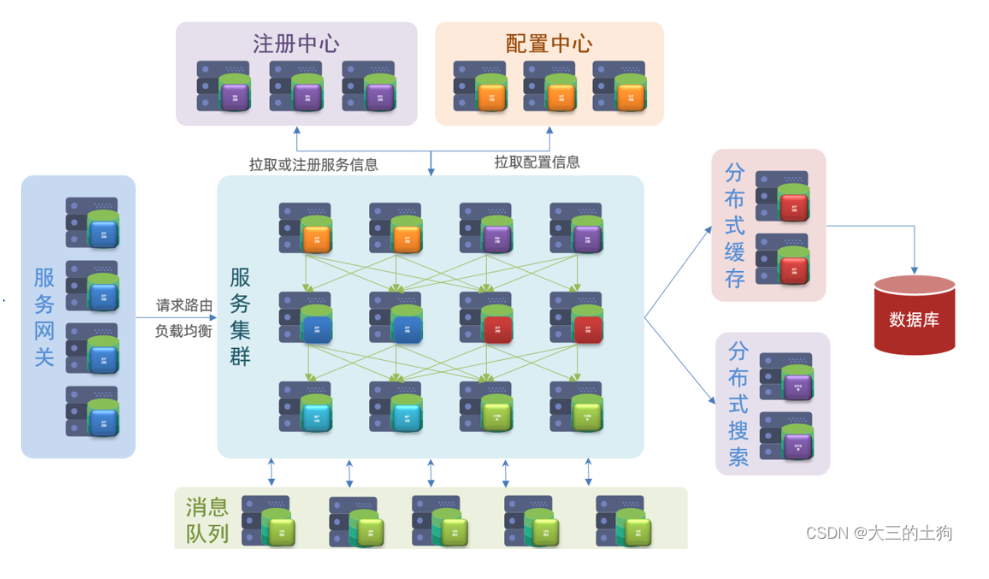 注册中心
配置中心
拉取或注册服务信息
拉取配置信息
服务网关
请求路由
负载均衡
服务集群
分布式缓存
数据库
分布式搜索
消息
队列
CSDN @大三的土狗